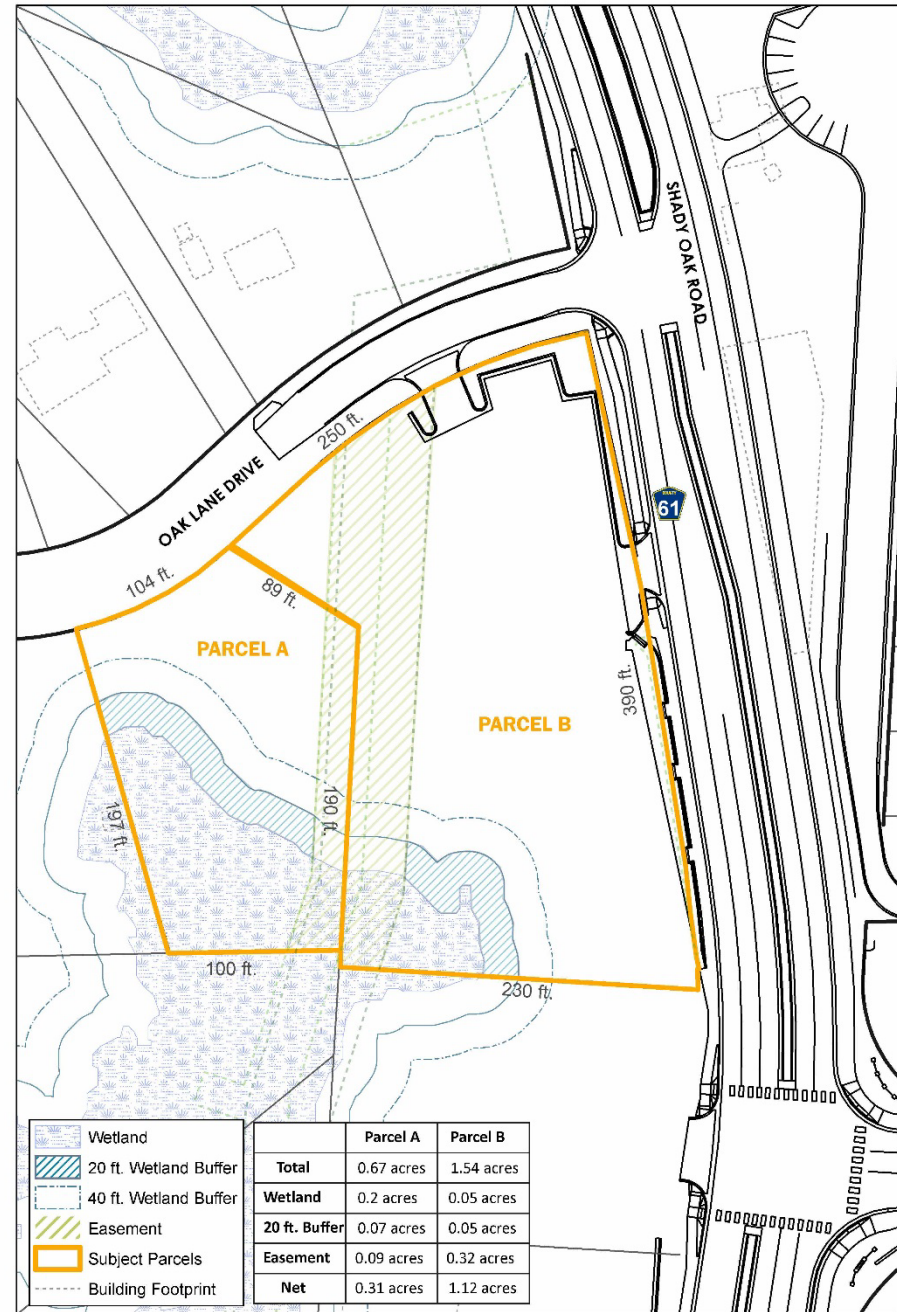 SHADY OAK ROAD
250 ft.
COUNTY
61
OAK LANE DRIVE
104 ft.
89 ft.
PARCEL A
PARCEL B
390 ft.
197 ft.
190 ft.
100 ft.
230 ft.
Wetland
20 ft. Wetland Buffer
40 ft. Wetland Buffer
Easement
Subject Parcels
Building Footprint
Parcel A Parcel B
Total 0.67 acres 1.54 acres
Wetland 0.2 acres 0.05 acres
20 ft. Buffer 0.07 acres 0.05 acres
Easement 0.09 acres 0.32 acres
Net 0.31 acres 1.12 acres